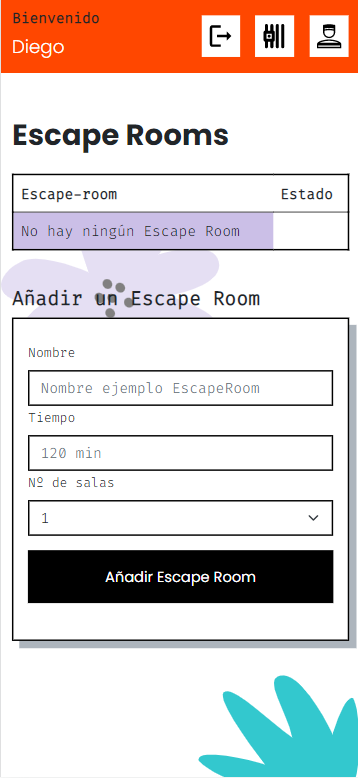 Bienvenido
Diego
Escape Rooms
Escape-room Estado
No hay ningún Escape Room
Añadir un Escape Room
Nombre
Nombre ejemplo EscapeRoom
Tiempo
120 min
Nº de salas
1
Añadir Escape Room